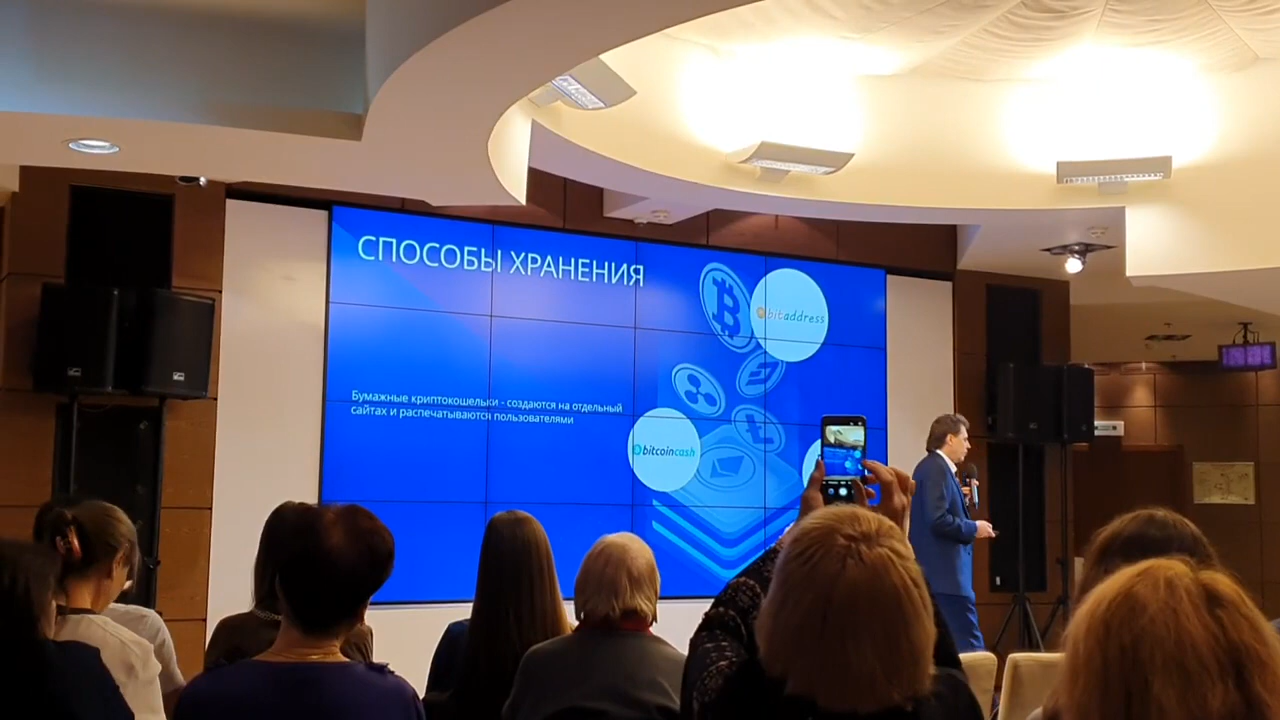 СПОСОБЫ ХРАНЕНИЯ
bitaddress
Бумажные криптокошельки - создаются на отдельный
сайтах и распечатываются пользователями
bitcoincash